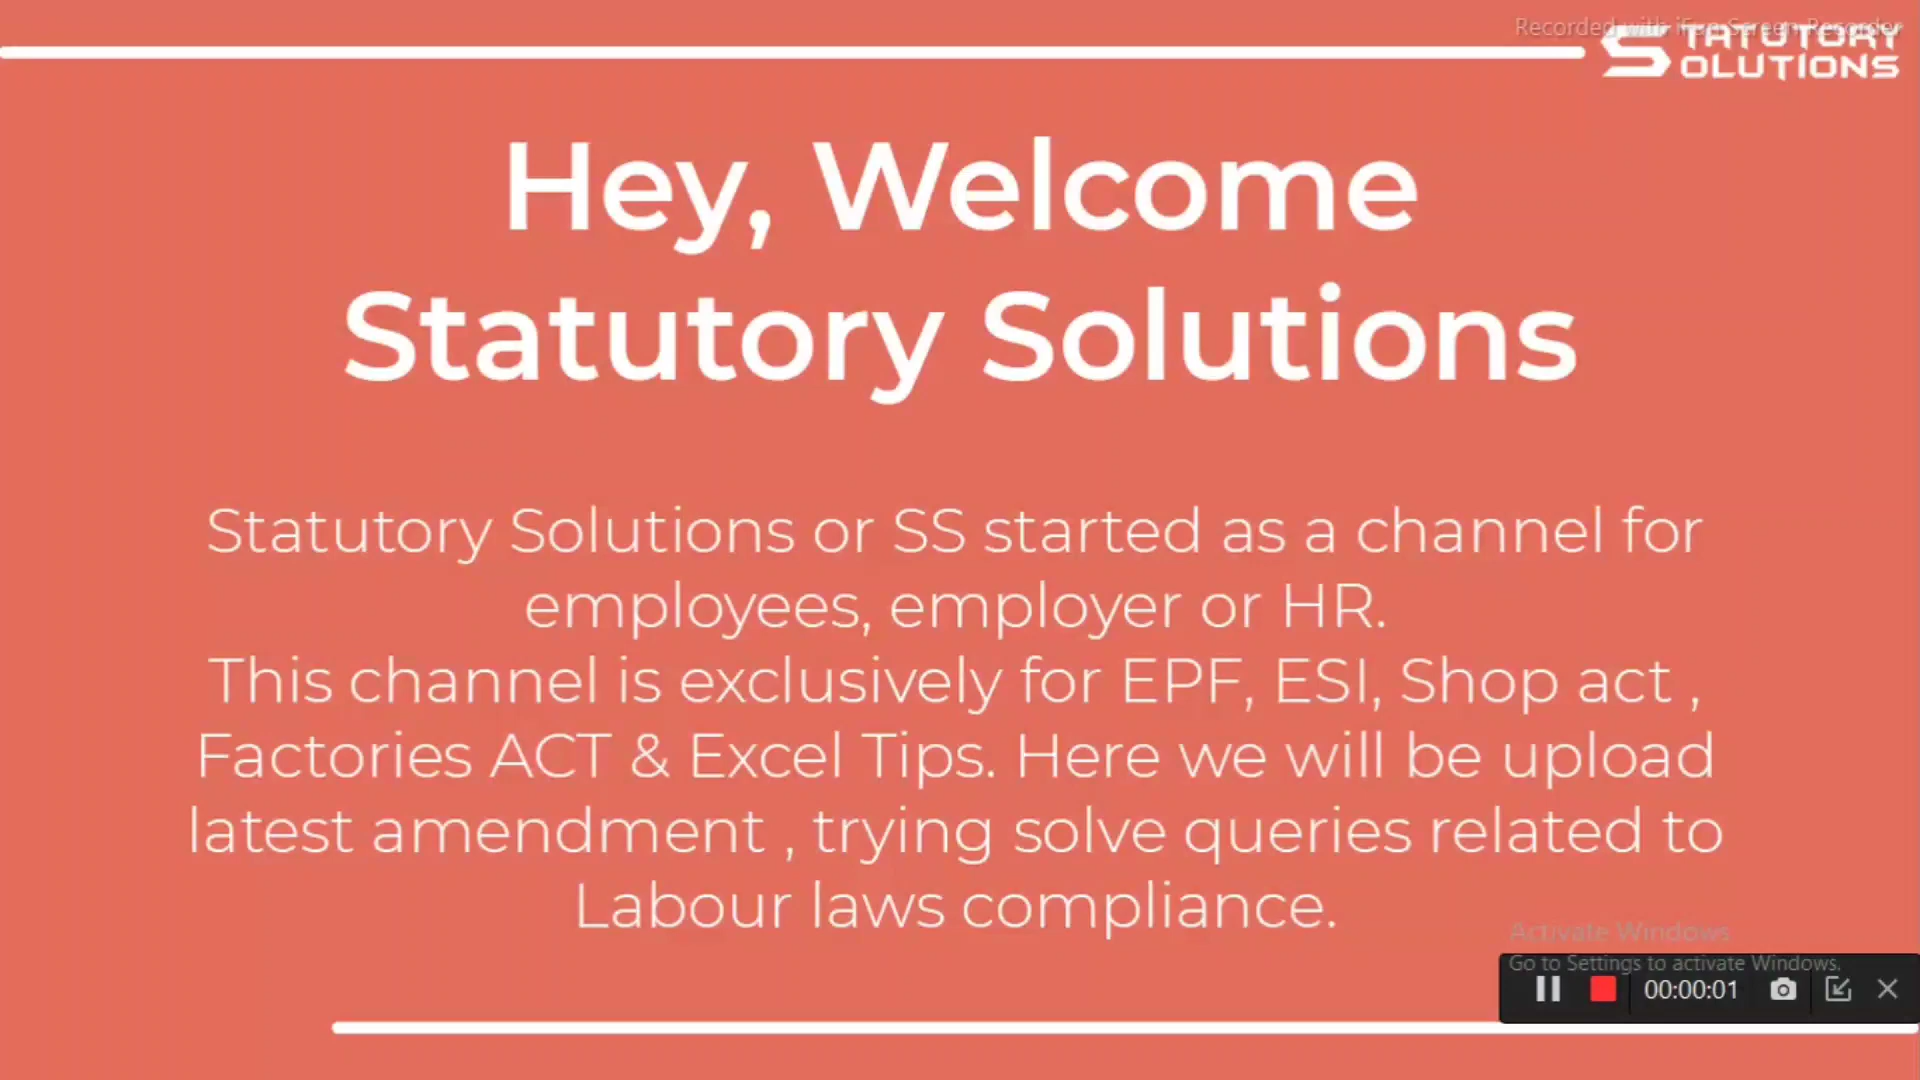 Recorded with iFun Screen Recorder
STATUTORY
SOLUTIONS
Hey, Welcome
Statutory Solutions
Statutory Solutions or SS started as a channel for
employees, employer or HR.
This channel is exclusively for EPF, ESI, Shop act ,
Factories ACT & Excel Tips. Here we will be upload
latest amendment , trying solve queries related to
Labour laws compliance.
Activate Windows
Go to Settings to activate Windows.
00:00:01